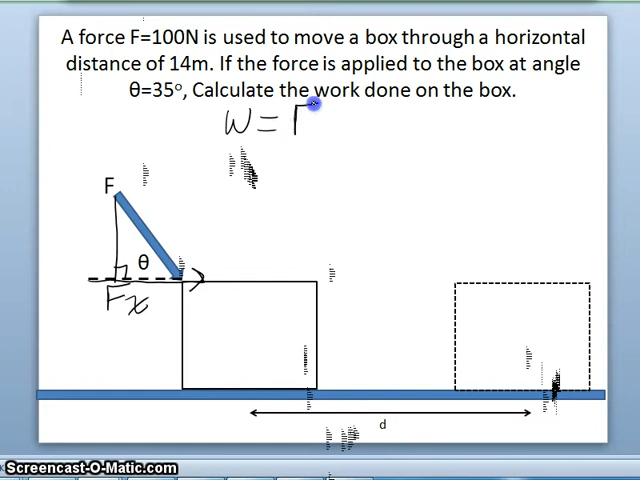 A force F=100N is used to move a box through a horizontal
distance of 14m. If the force is applied to the box at angle
θ=35º, Calculate the work done on the box.
W = F
F
θ
Fx
d
Screencast-O-Matic.com